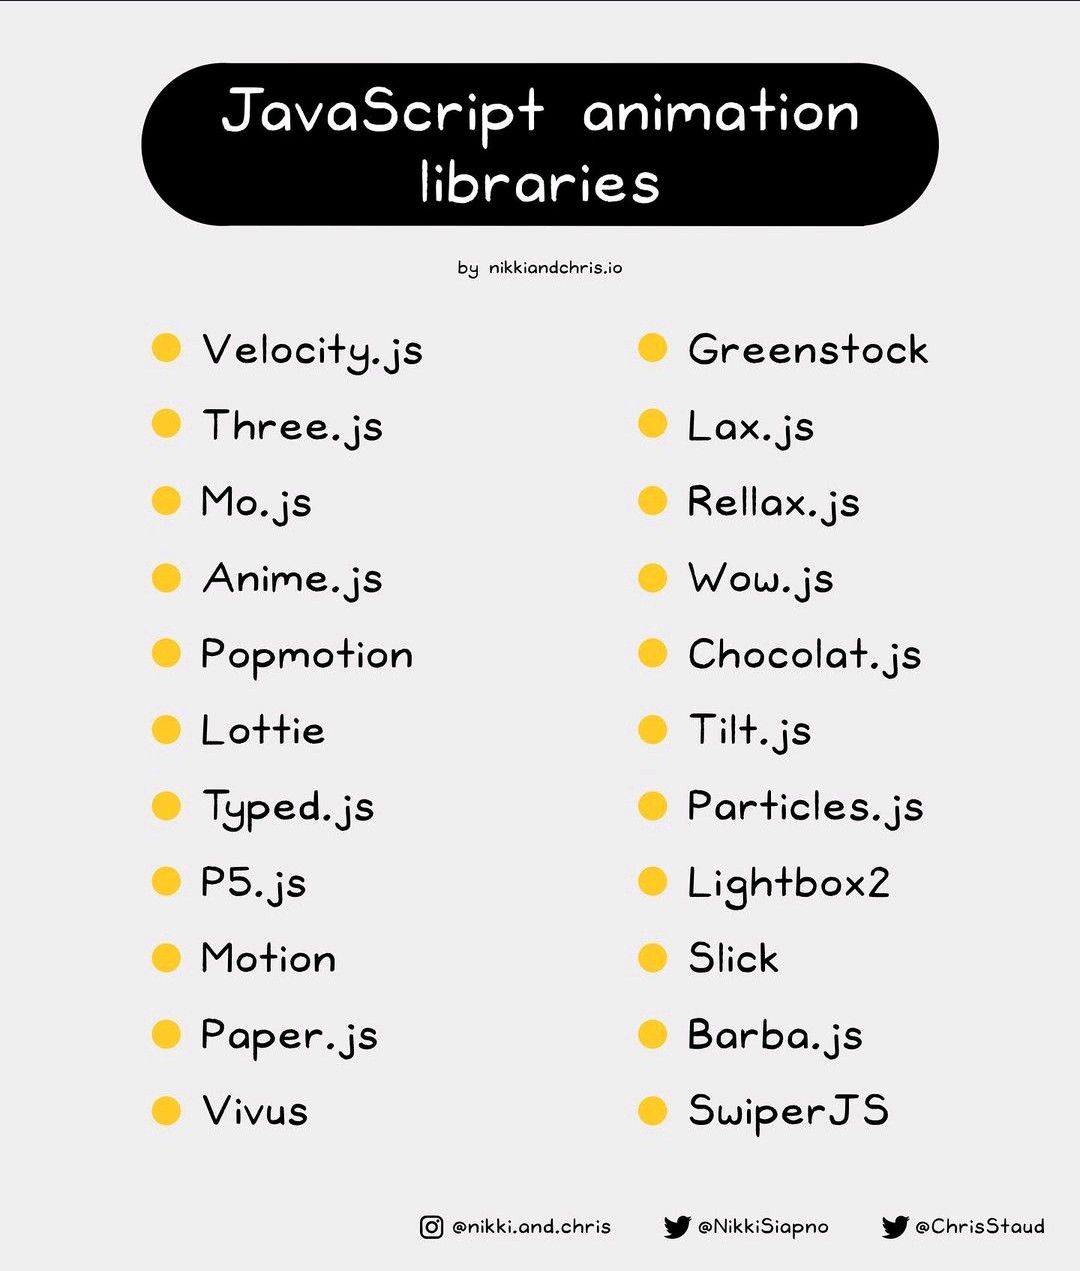 JavaScript animation
libraries
by nikkiandchris.io
Velocity.js
Three.js
Mo.js
Anime.js
Popmotion
Lottie
Typed.js
P5.js
Motion
Paper.js
Vivus
Greenstock
Lax.js
Rellax.js
Wow.js
Chocolat.js
Tilt.js
Particles.js
Lightbox2
Slick
Barba.js
SwiperJS
@nikki.and.chris @NikkiSiapno @ChrisStaud